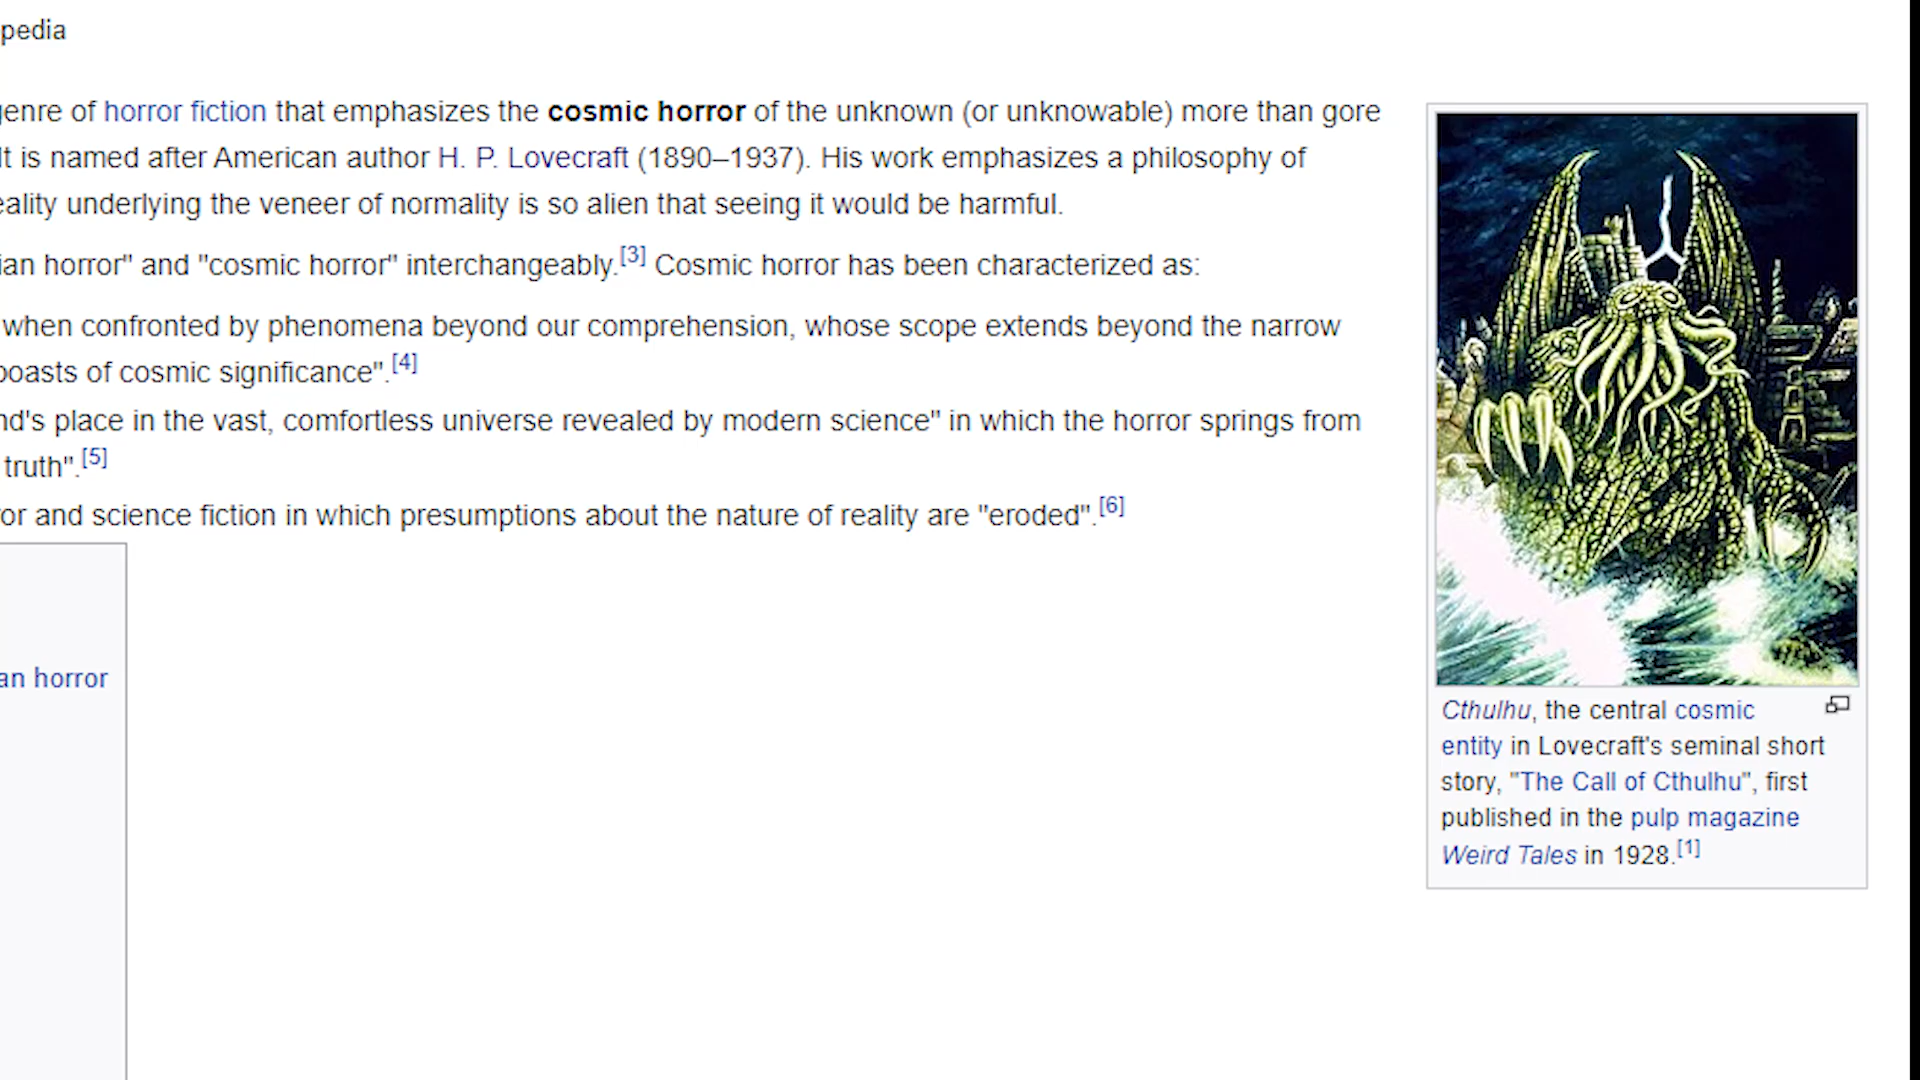 pedia
genre of horror fiction that emphasizes the cosmic horror of the unknown (or unknowable) more than gore
It is named after American author H. P. Lovecraft (1890–1937). His work emphasizes a philosophy of
eality underlying the veneer of normality is so alien that seeing it would be harmful.
ian horror" and "cosmic horror" interchangeably.[3] Cosmic horror has been characterized as:
when confronted by phenomena beyond our comprehension, whose scope extends beyond the narrow
boasts of cosmic significance".[4]
nd's place in the vast, comfortless universe revealed by modern science" in which the horror springs from
truth".[5]
or and science fiction in which presumptions about the nature of reality are "eroded".[6]
an horror
Cthulhu, the central cosmic
entity in Lovecraft's seminal short
story, "The Call of Cthulhu", first
published in the pulp magazine
Weird Tales in 1928.[1]